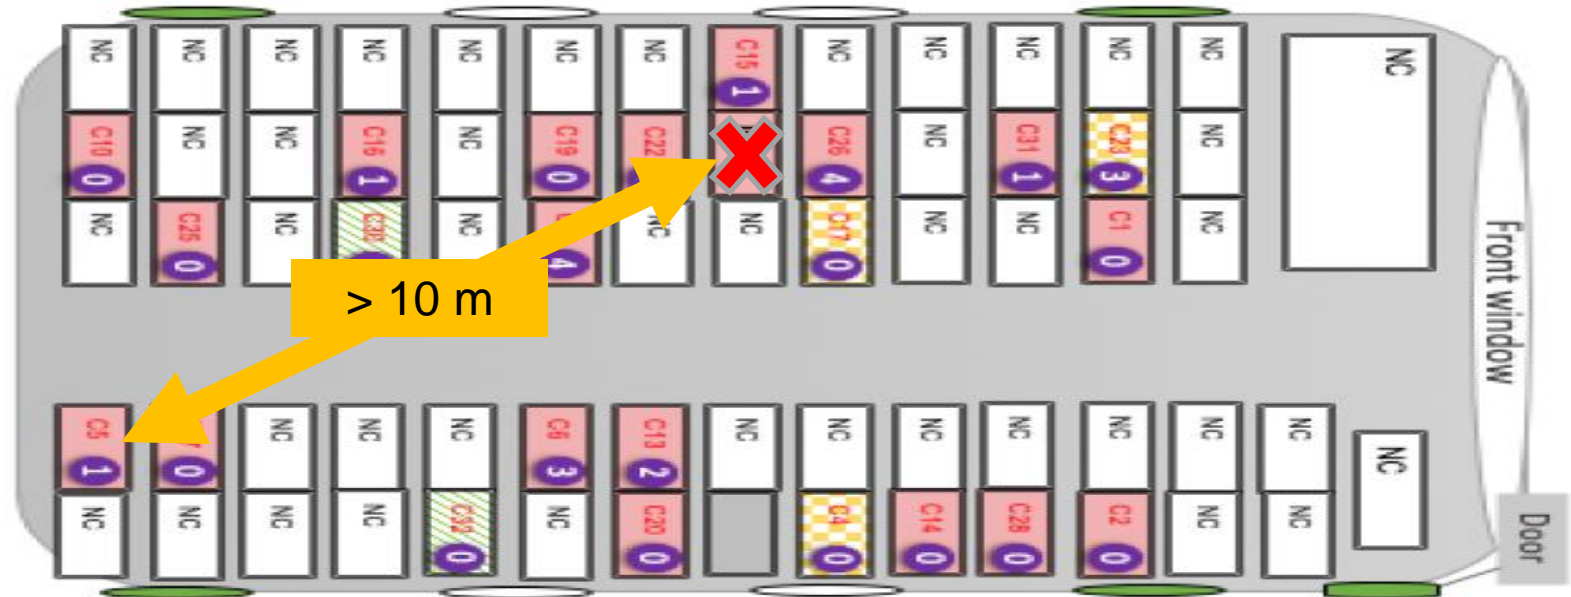 NC NC NC NC NC NC NC C15 NC NC NC NC NC NC
1
C10 NC NC C16 NC C19 C22 C26 NC C31 C23 NC
0 1 0 4 1 3
NC C25 NC NC NC NC C17 NC NC C1 NC
0 4 0 0
> 10 m
Front window
C5 NC NC NC C6 C13 NC NC NC NC NC NC NC NC
1 0 3 2
NC NC NC NC C32 NC C20 C4 C14 C28 C2 NC NC
0 0 0 0 0 0
Door